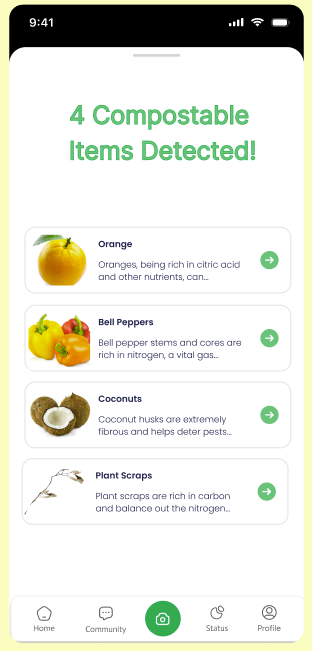 9:41
4 Compostable
Items Detected!
Orange
Oranges, being rich in citric acid
and other nutrients, can...
Bell Peppers
Bell pepper stems and cores are
rich in nitrogen, a vital gas...
Coconuts
Coconut husks are extremely
fibrous and helps deter pests...
Plant Scraps
Plant scraps are rich in carbon
and balance out the nitrogen...
Home
Community
Status
Profile